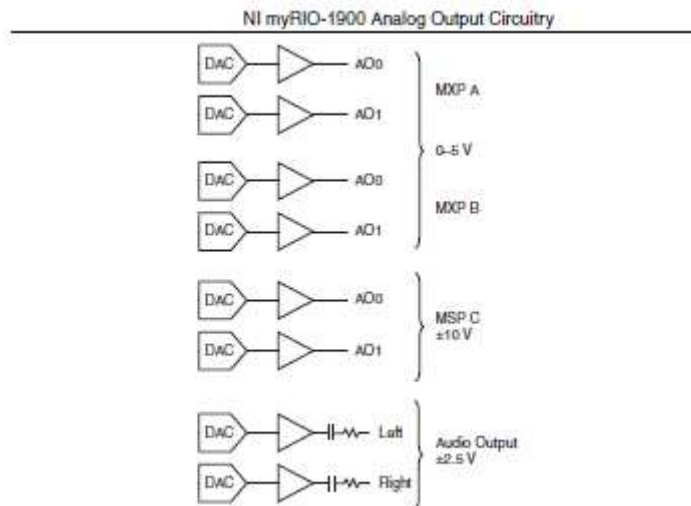 NI myRIO-1900 Analog Output Circuitry
DAC AO0
DAC AO1
MXP A
0–5 V
DAC AO0
DAC AO1
MXP B
DAC AO0
DAC AO1
MSP C
±10 V
DAC Left
DAC Right
Audio Output
±2.5 V